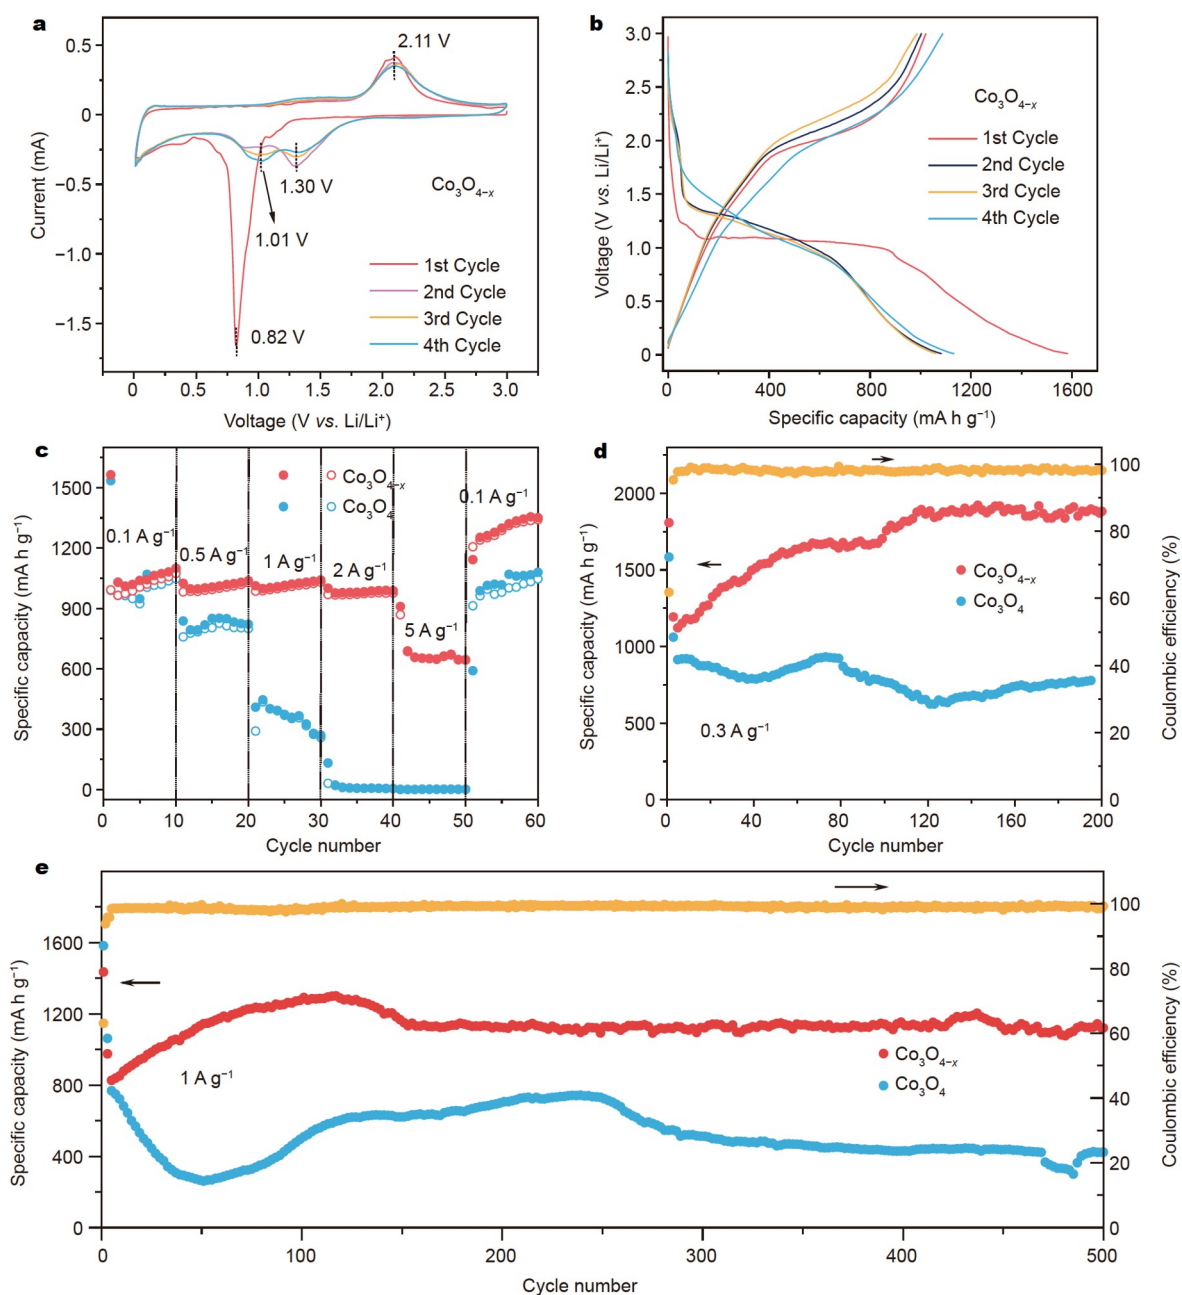 a
0.5
0
−0.5
−1.0
−1.5
Current (mA)
2.11 V
1.30 V
1.01 V
0.82 V
Co₃O₄₋ₓ
1st Cycle
2nd Cycle
3rd Cycle
4th Cycle
0 0.5 1.0 1.5 2.0 2.5 3.0
Voltage (V vs. Li/Li⁺)
b
3.0
2.5
2.0
1.5
1.0
0.5
0
Voltage (V vs. Li/Li⁺)
Co₃O₄₋ₓ
1st Cycle
2nd Cycle
3rd Cycle
4th Cycle
0 400 800 1200 1600
Specific capacity (mA h g⁻¹)
c
1500
1200
900
600
300
0
Specific capacity (mA h g⁻¹)
Co₃O₄₋ₓ
Co₃O₄
0.1 A g⁻¹
0.5 A g⁻¹
1 A g⁻¹
2 A g⁻¹
5 A g⁻¹
0.1 A g⁻¹
0 10 20 30 40 50 60
Cycle number
d
2000
1500
1000
500
0
Specific capacity (mA h g⁻¹)
Co₃O₄₋ₓ
Co₃O₄
0.3 A g⁻¹
100
80
60
40
20
0
Coulombic efficiency (%)
0 40 80 120 160 200
Cycle number
e
1600
1200
800
400
0
Specific capacity (mA h g⁻¹)
1 A g⁻¹
Co₃O₄₋ₓ
Co₃O₄
100
80
60
40
20
0
Coulombic efficiency (%)
0 100 200 300 400 500
Cycle number